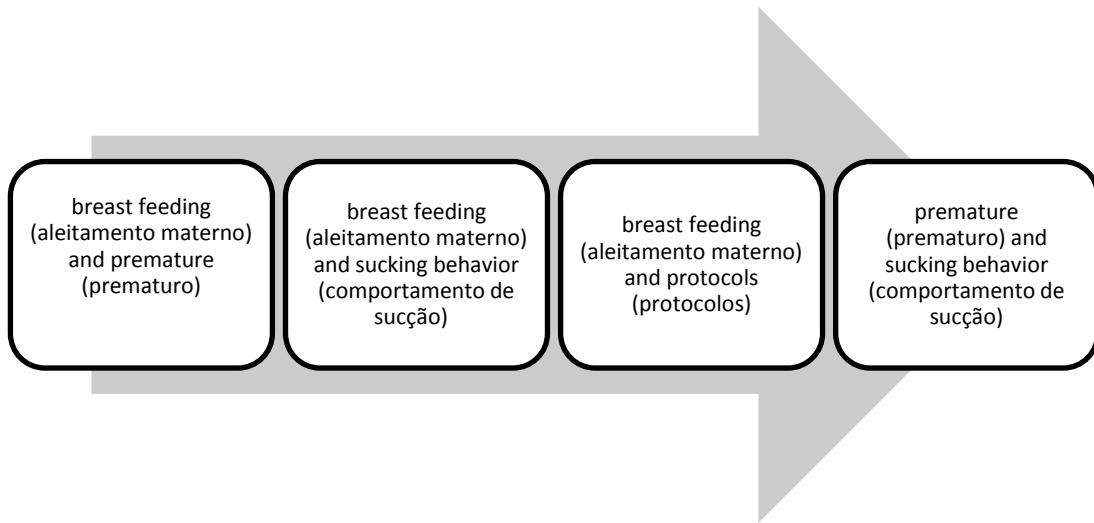 breast feeding
(aleitamento materno)
and premature
(prematuro)
breast feeding
(aleitamento materno)
and sucking behavior
(comportamento de
sucção)
breast feeding
(aleitamento materno)
and protocols
(protocolos)
premature
(prematuro) and
sucking behavior
(comportamento de
sucção)